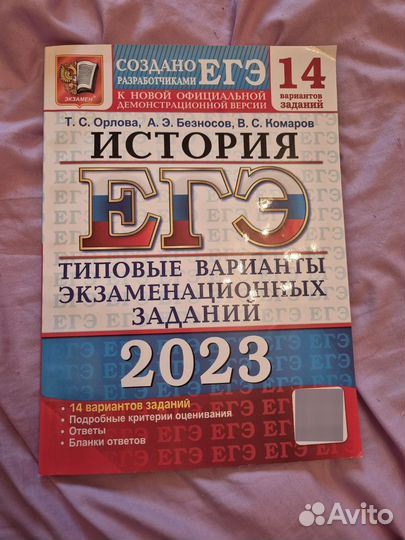 СОЗДАНО
РАЗРАБОТЧИКАМИ
ЕГЭ
К НОВОЙ ОФИЦИАЛЬНОЙ
ДЕМОНСТРАЦИОННОЙ ВЕРСИИ
14
вариантов
заданий
ЭКЗАМЕН
Т. С. Орлова, А. Э. Безносов, В. С. Комаров
ИСТОРИЯ
ЕГЭ
ТИПОВЫЕ ВАРИАНТЫ
ЭКЗАМЕНАЦИОННЫХ
ЗАДАНИЙ
2023
• 14 вариантов заданий
• Подробные критерии оценивания
• Ответы
• Бланки ответов
Avito